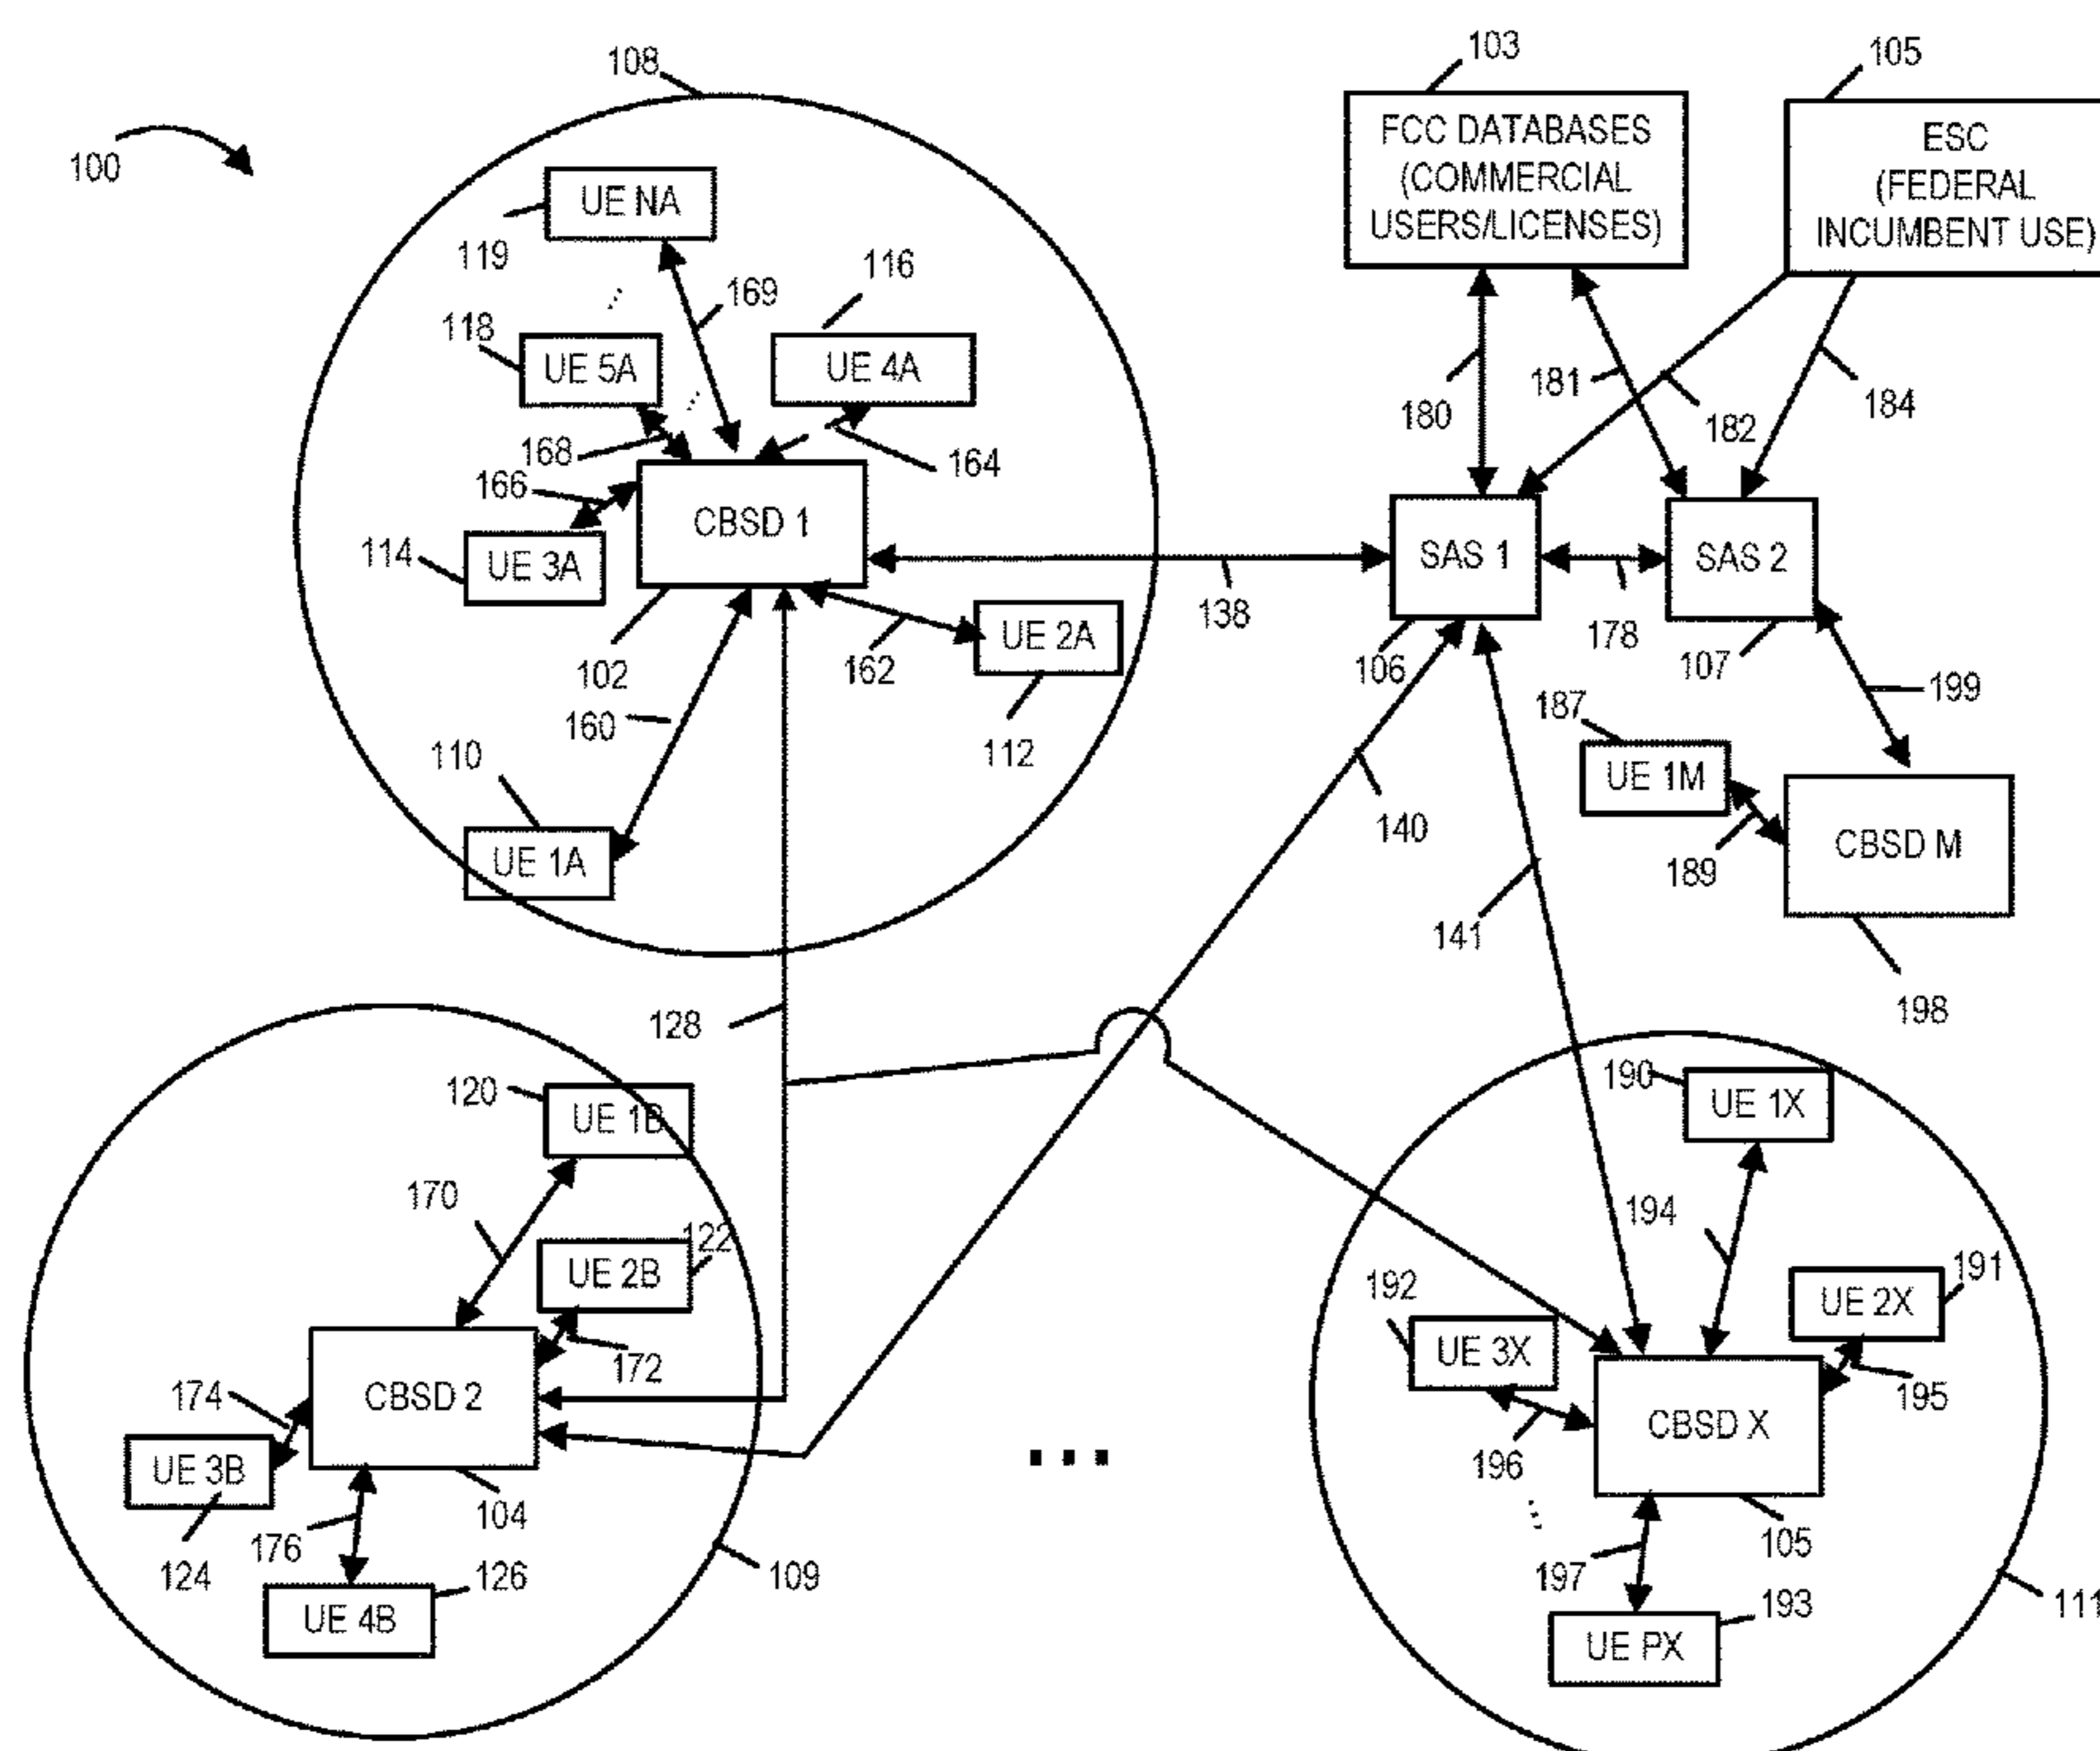 100
108
103
105
FCC DATABASES
(COMMERCIAL
USERS/LICENSES)
ESC
(FEDERAL
INCUMBENT USE)
UE NA
119
169
116
118
UE 5A
UE 4A
168
164
166
CBSD 1
114
UE 3A
102
162
UE 2A
112
160
110
UE 1A
138
180
181
182
184
SAS 1
SAS 2
106
178
107
199
187
UE 1M
189
CBSD M
198
140
141
128
120
UE 1B
170
122
UE 2B
172
CBSD 2
174
UE 3B
124
104
176
126
UE 4B
109
...
190
UE 1X
194
191
UE 2X
195
192
UE 3X
196
CBSD X
105
197
193
UE PX
111